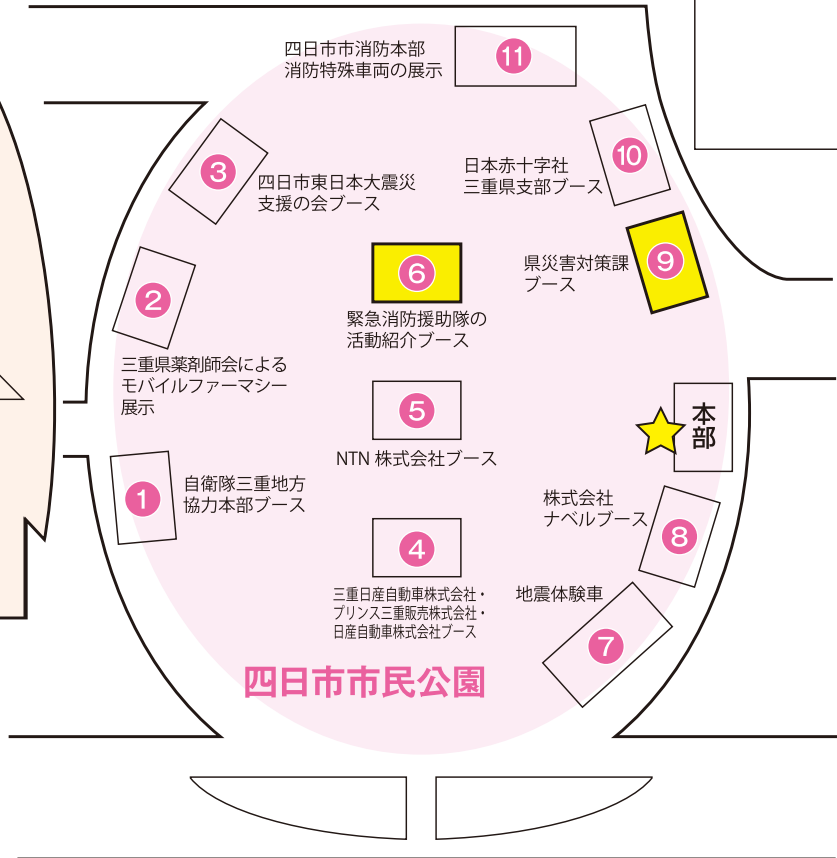 四日市市消防本部
消防特殊車両の展示
11
10
日本赤十字社
三重県支部ブース
3
四日市東日本大震災
支援の会ブース
9
県災害対策課
ブース
6
緊急消防援助隊の
活動紹介ブース
2
三重県薬剤師会による
モバイルファーマシー
展示
5
NTN 株式会社ブース
本部
1
自衛隊三重地方
協力本部ブース
8
株式会社
ナベルブース
4
三重日産自動車株式会社・
プリンス三重販売株式会社・
日産自動車株式会社ブース
地震体験車
7
四日市市民公園